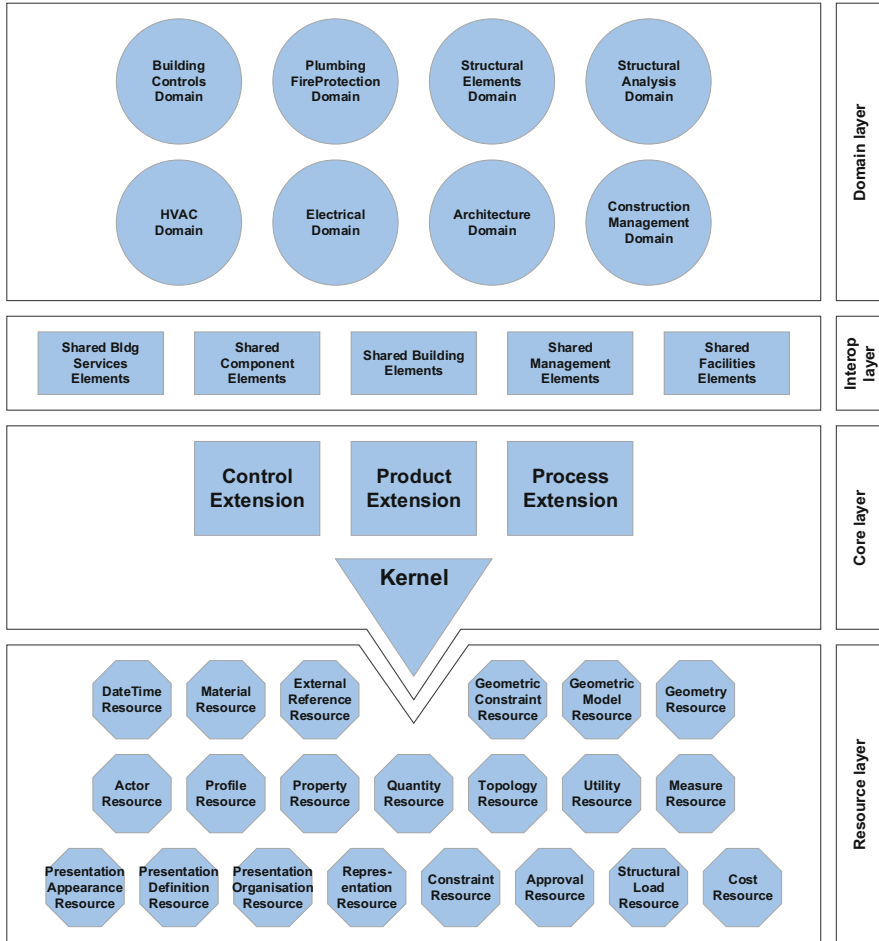 Building
Controls
Domain
Plumbing
FireProtection
Domain
Structural
Elements
Domain
Structural
Analysis
Domain
HVAC
Domain
Electrical
Domain
Architecture
Domain
Construction
Management
Domain
Domain layer
Shared Bldg
Services
Elements
Shared
Component
Elements
Shared Building
Elements
Shared
Management
Elements
Shared
Facilities
Elements
Interop
layer
Control
Extension
Product
Extension
Process
Extension
Kernel
Core layer
DateTime
Resource
Material
Resource
External
Reference
Resource
Geometric
Constraint
Resource
Geometric
Model
Resource
Geometry
Resource
Actor
Resource
Profile
Resource
Property
Resource
Quantity
Resource
Topology
Resource
Utility
Resource
Measure
Resource
Presentation
Appearance
Resource
Presentation
Definition
Resource
Presentation
Organisation
Resource
Repres-
entation
Resource
Constraint
Resource
Approval
Resource
Structural
Load
Resource
Cost
Resource
Resource layer